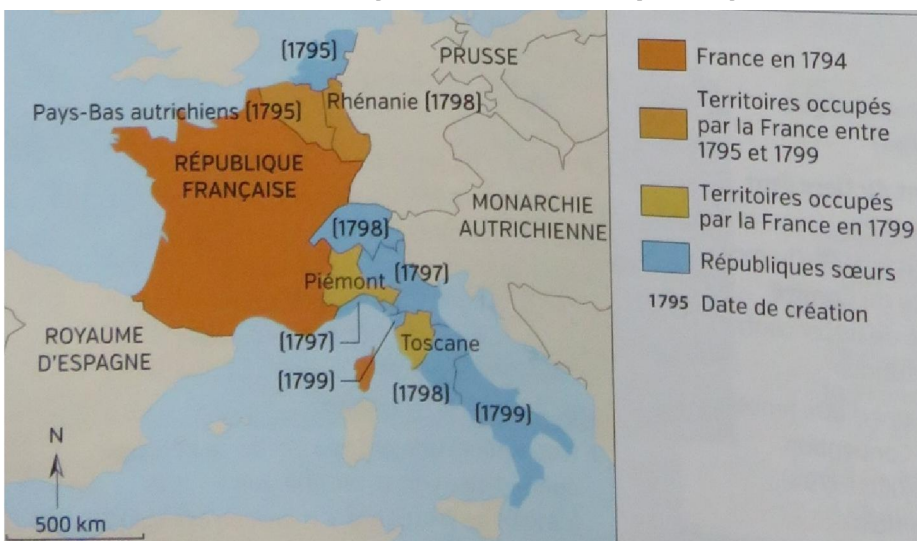 (1795)
PRUSSE
Pays-Bas autrichiens (1795)
Rhénanie (1798)
RÉPUBLIQUE
FRANÇAISE
(1798)
MONARCHIE
AUTRICHIENNE
Piémont
(1797)
ROYAUME
D'ESPAGNE
(1797)
Toscane
(1799)
(1798)
(1799)
N
500 km
France en 1794
Territoires occupés
par la France entre
1795 et 1799
Territoires occupés
par la France en 1799
Républiques sœurs
1795 Date de création